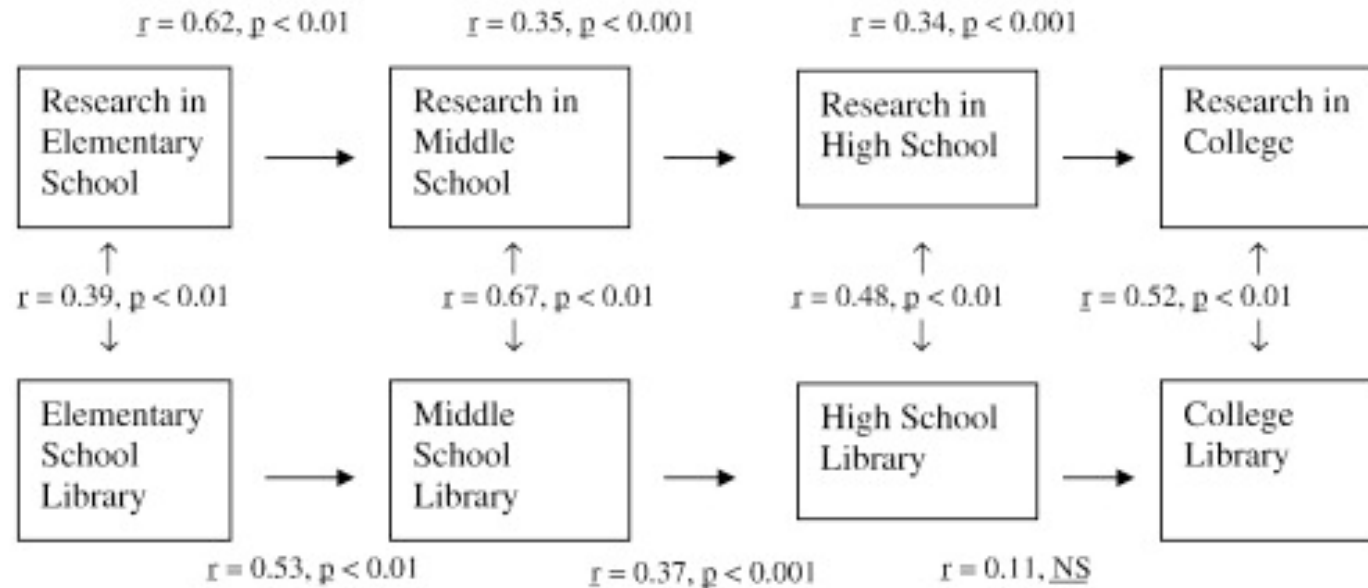 r = 0.62, p < 0.01
r = 0.35, p < 0.001
r = 0.34, p < 0.001
Research in
Elementary
School
Research in
Middle
School
Research in
High School
Research in
College
r = 0.39, p < 0.01
r = 0.67, p < 0.01
r = 0.48, p < 0.01
r = 0.52, p < 0.01
Elementary
School
Library
Middle
School
Library
High School
Library
College
Library
r = 0.53, p < 0.01
r = 0.37, p < 0.001
r = 0.11, NS